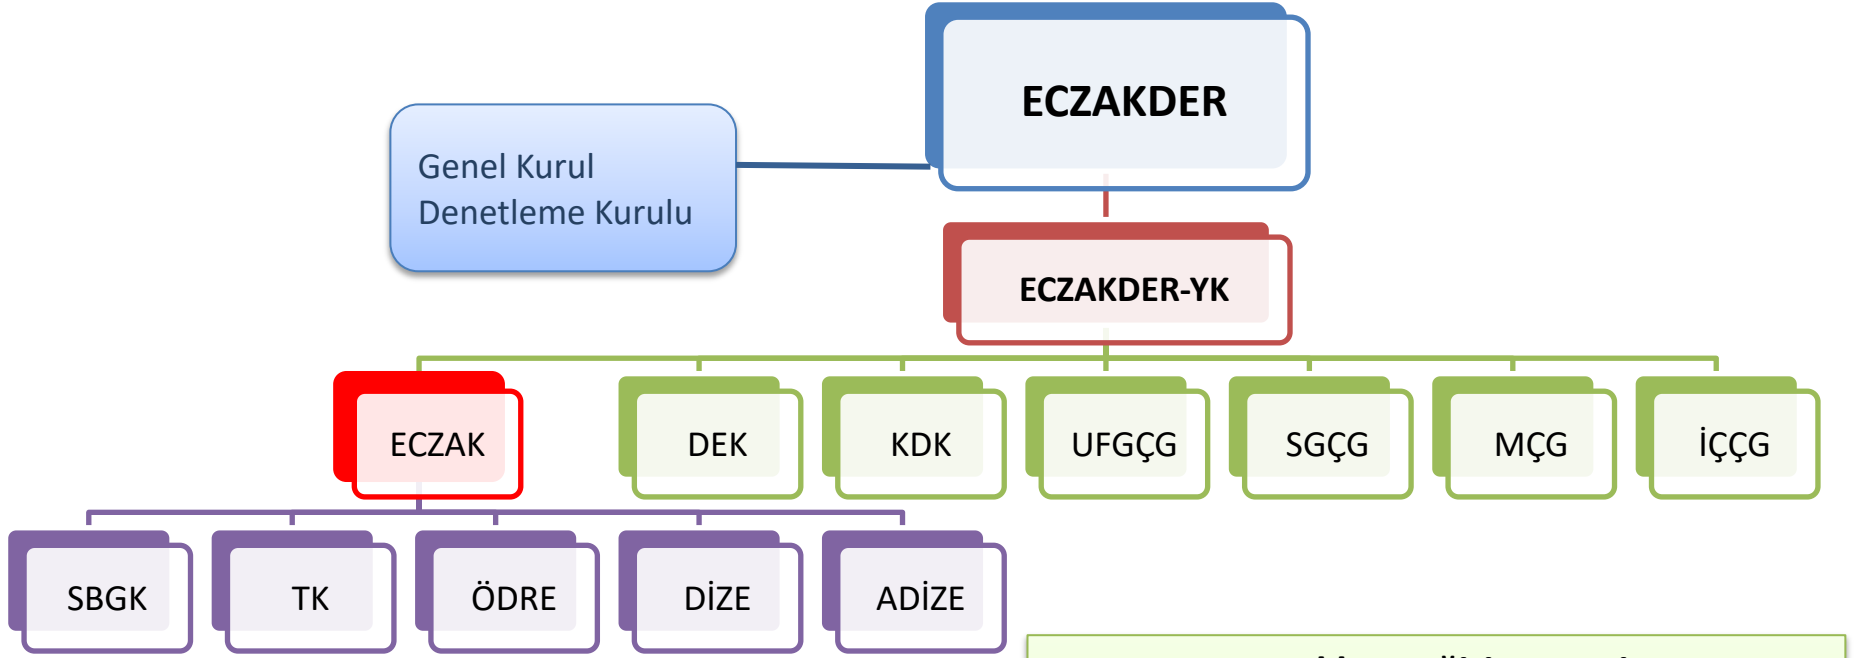 ECZAKDER
Genel Kurul
Denetleme Kurulu
ECZAKDER-YK
ECZAK
DEK
KDK
UFGÇG
SGÇG
MÇG
İÇÇG
SBGK
TK
ÖDRE
DİZE
ADİZE